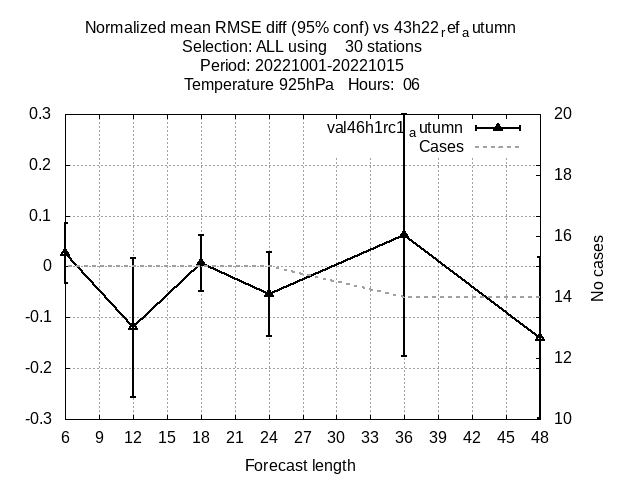 Normalized mean RMSE diff (95% conf) vs 43h22refautumn
Selection: ALL using 30 stations
Period: 20221001-20221015
Temperature 925hPa Hours: 06
0.3
0.2
0.1
0
-0.1
-0.2
-0.3
val46h1rc1autumn
Cases
20
18
16
14
12
10
No cases
6 9 12 15 18 21 24 27 30 33 36 39 42 45 48
Forecast length